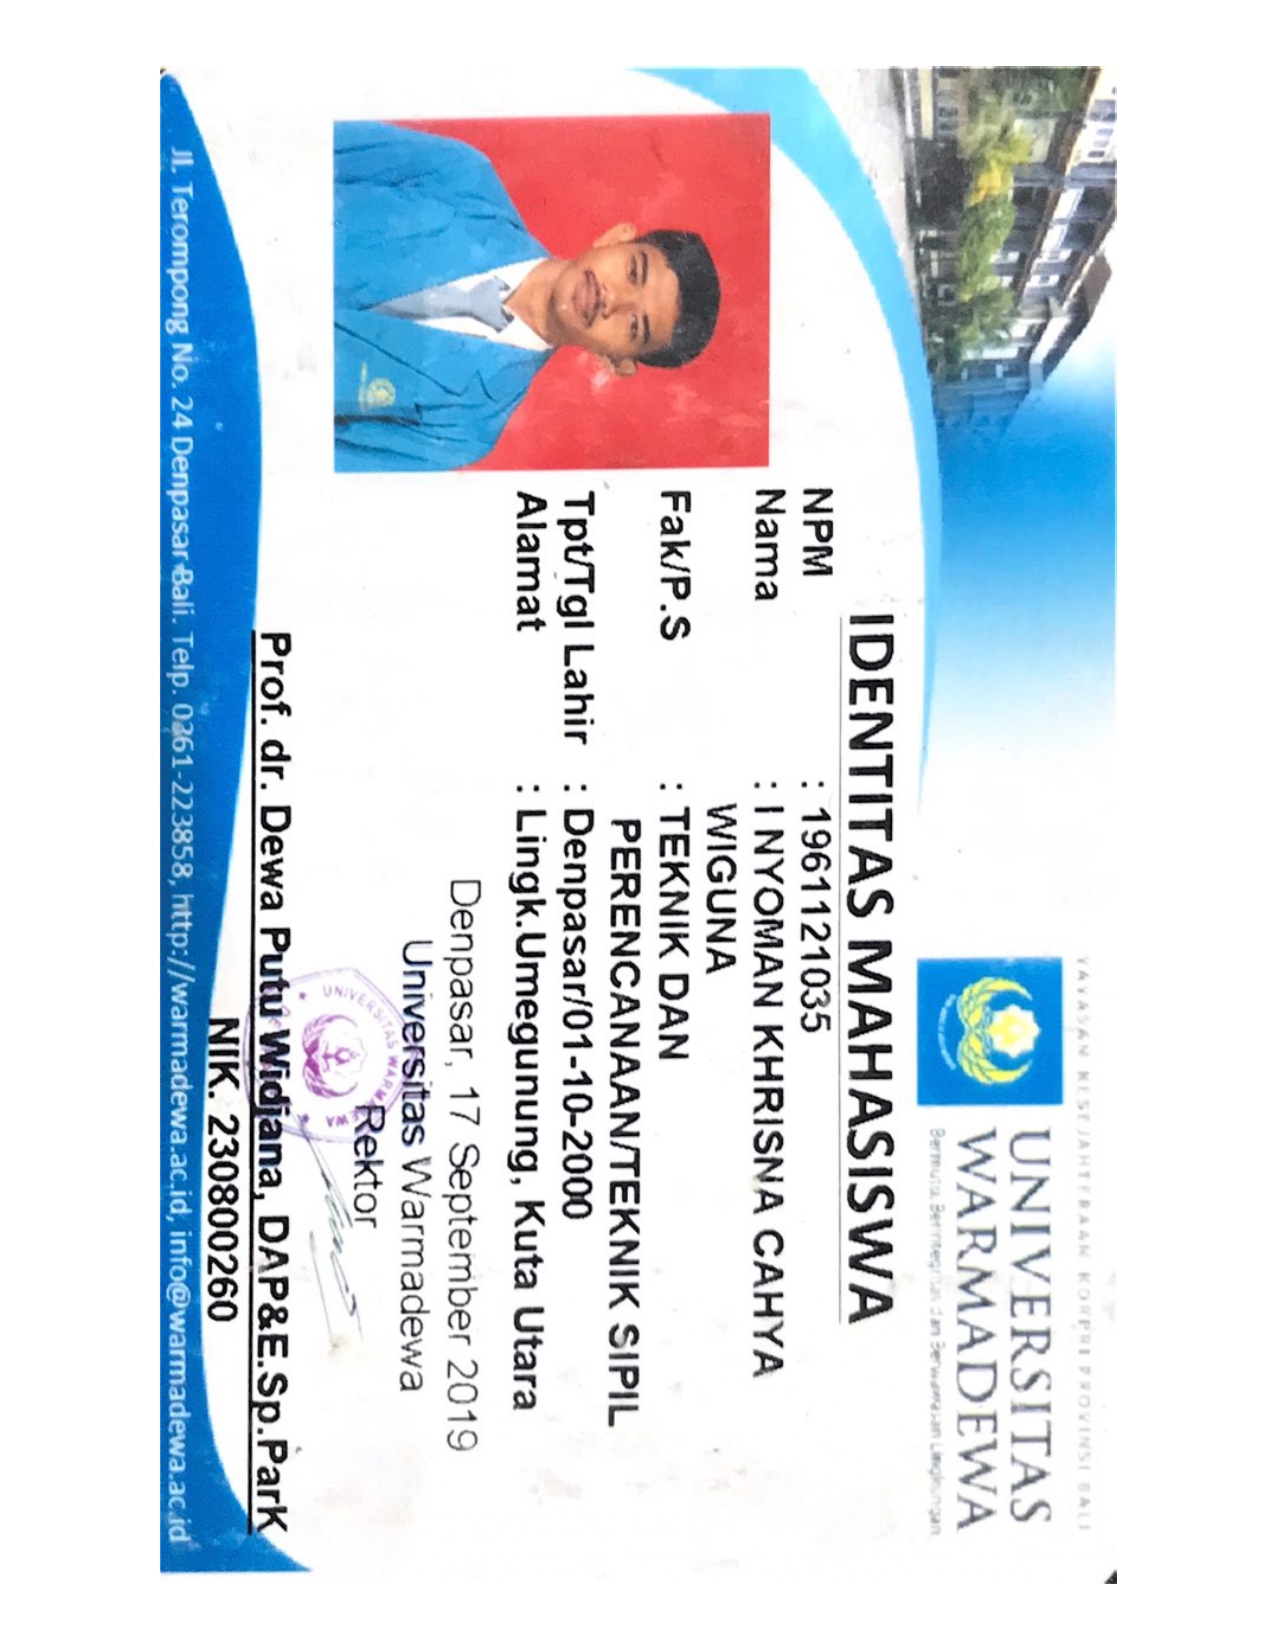 YAYASAN KESEJAHTERAAN KORPRI PROVINSI BALI
UNIVERSITAS
WARMADEWA
Bermutu Berintegritas dan Berwawasan Lingkungan
IDENTITAS MAHASISWA
NPM : 1961121035
Nama : I NYOMAN KHRISNA CAHYA
WIGUNA
Fak/P.S : TEKNIK DAN
PERENCANAAN/TEKNIK SIPIL
Tpt/Tgl Lahir : Denpasar/01-10-2000
Alamat : Lingk.Umegunung, Kuta Utara
Denpasar, 17 September 2019
Universitas Warmadewa
Rektor
UNIVERSITAS WARMADEWA
Prof. dr. Dewa Putu Widjana, DAP&E.Sp.ParK
NIK. 230800260
Jl. Terompong No. 24 Denpasar-Bali. Telp. 0361-223858, http://warmadewa.ac.id, info@warmadewa.ac.id